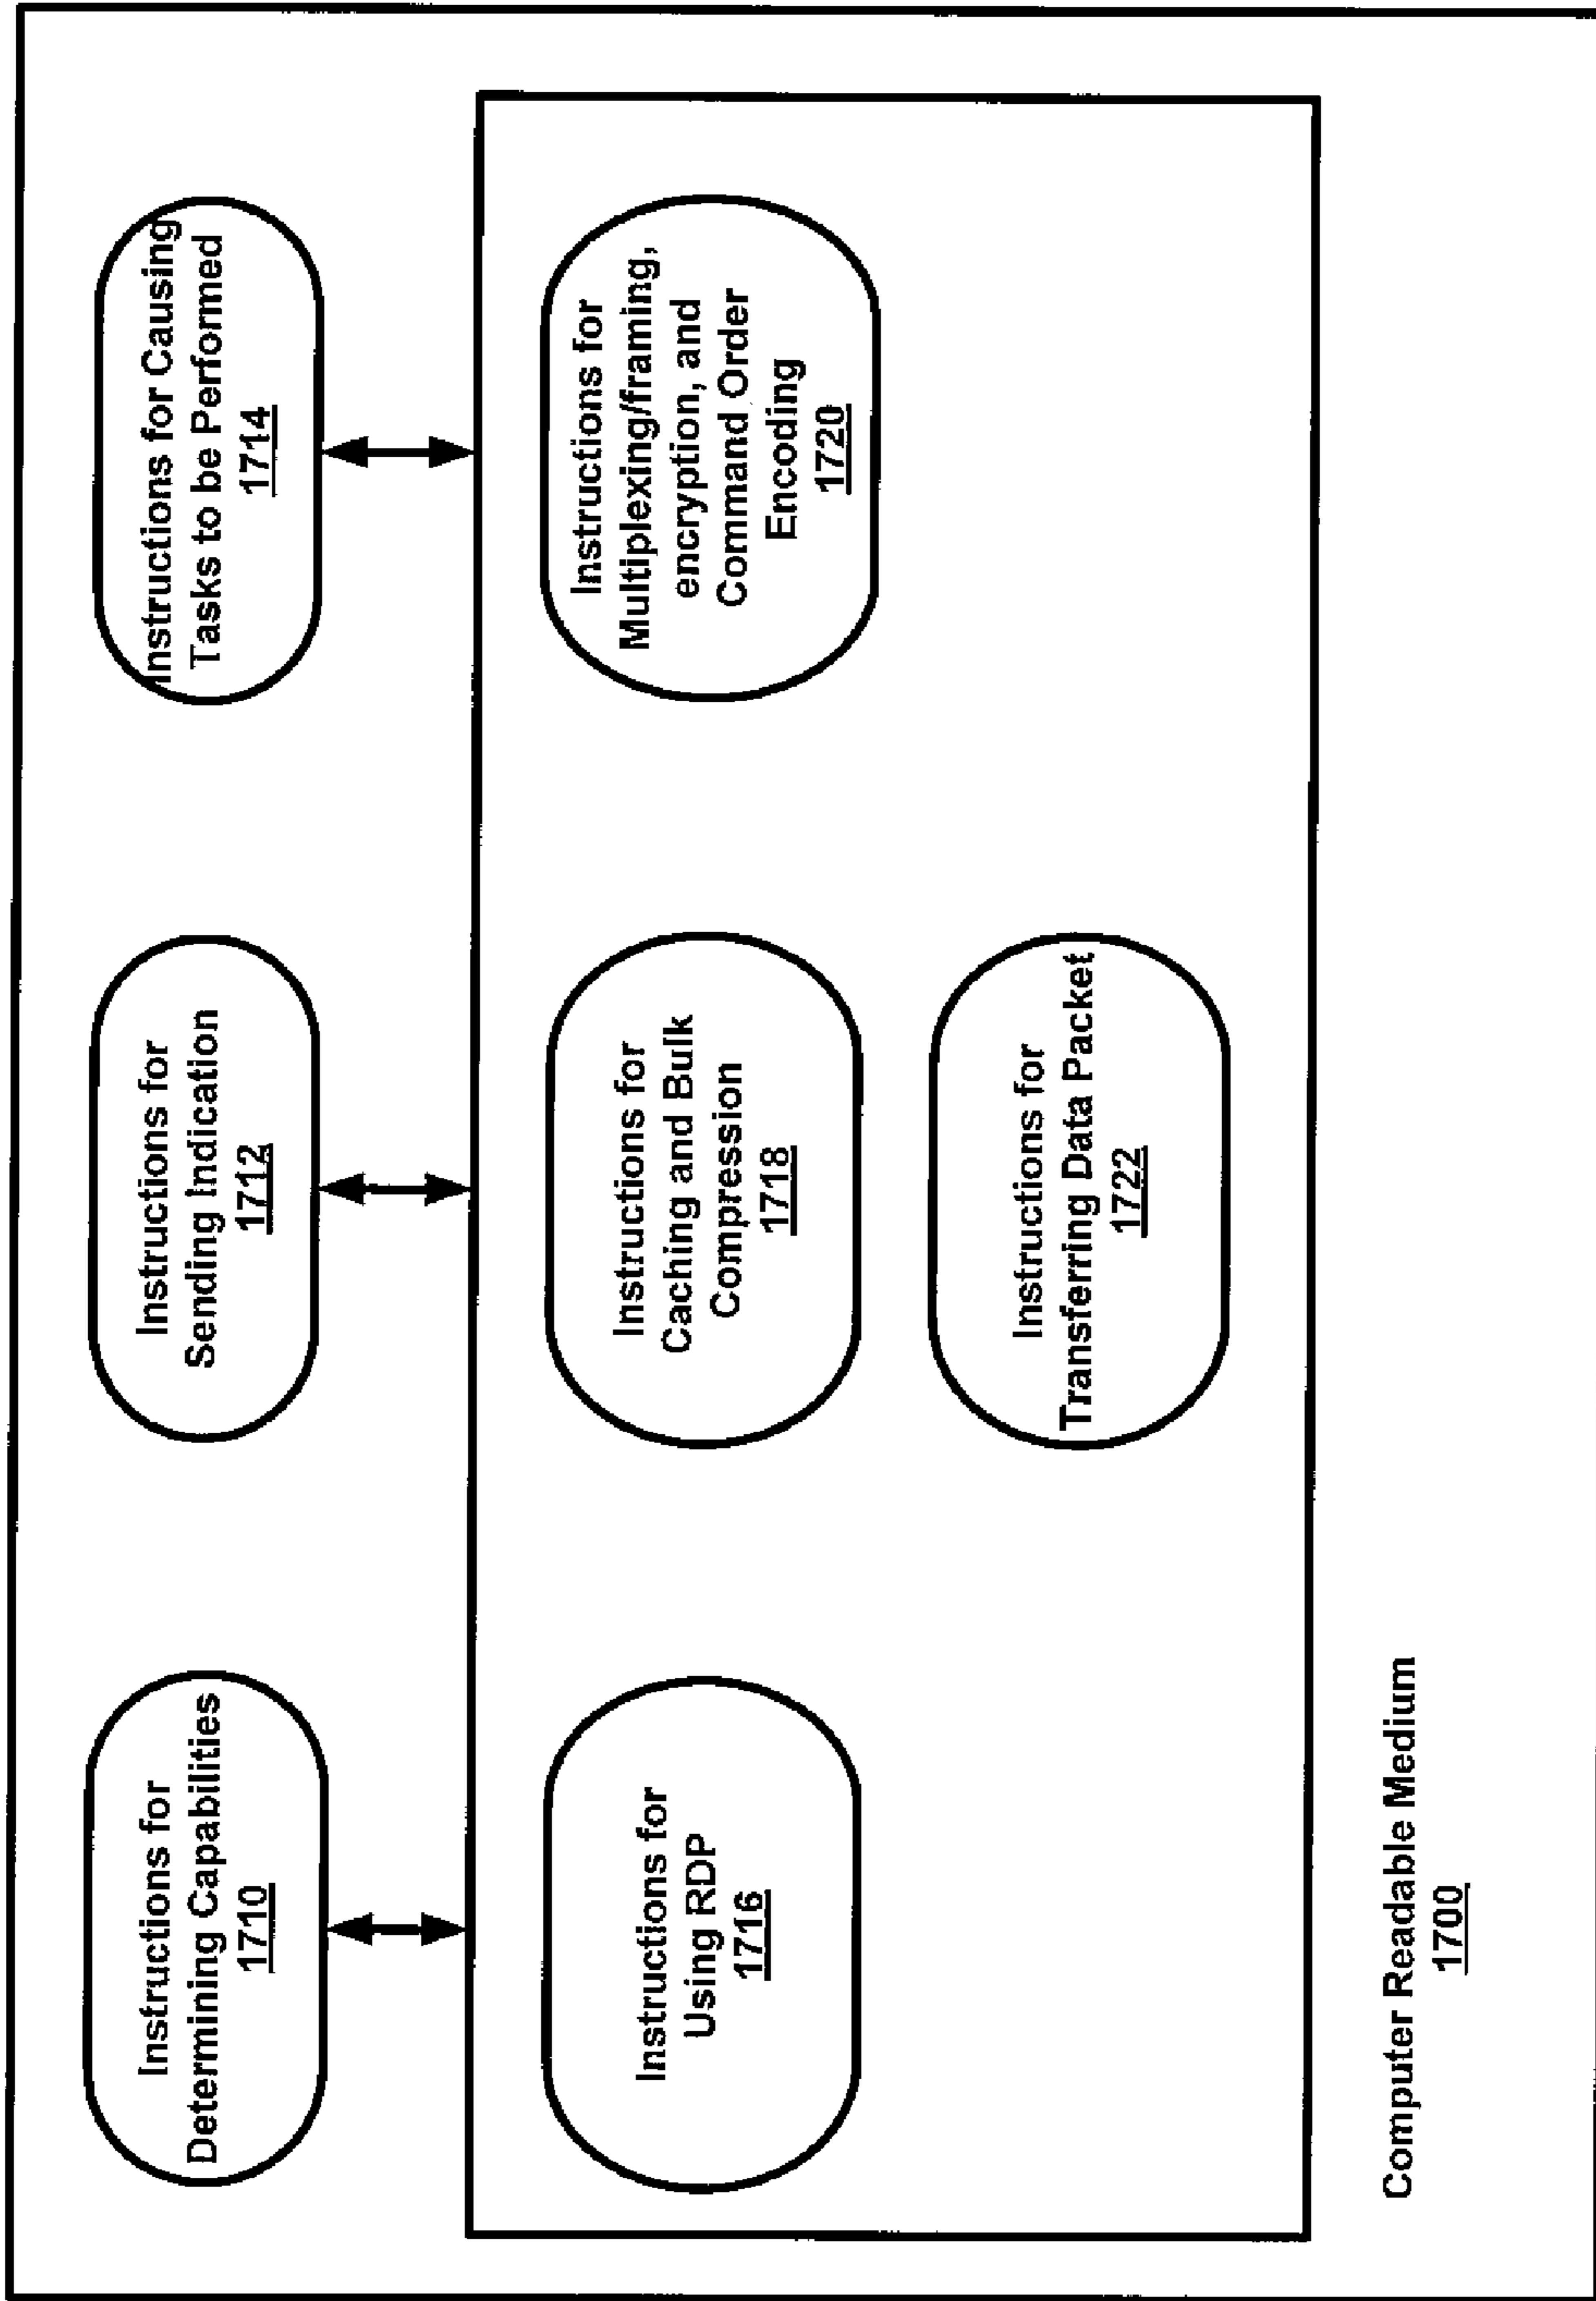 Instructions for
Determining Capabilities
1710
Instructions for
Sending Indication
1712
Instructions for Causing
Tasks to be Performed
1714
Instructions for
Using RDP
1716
Instructions for
Caching and Bulk
Compression
1718
Instructions for
Multiplexing/framing,
encryption, and
Command Order
Encoding
1720
Instructions for
Transferring Data Packet
1722
Computer Readable Medium
1700